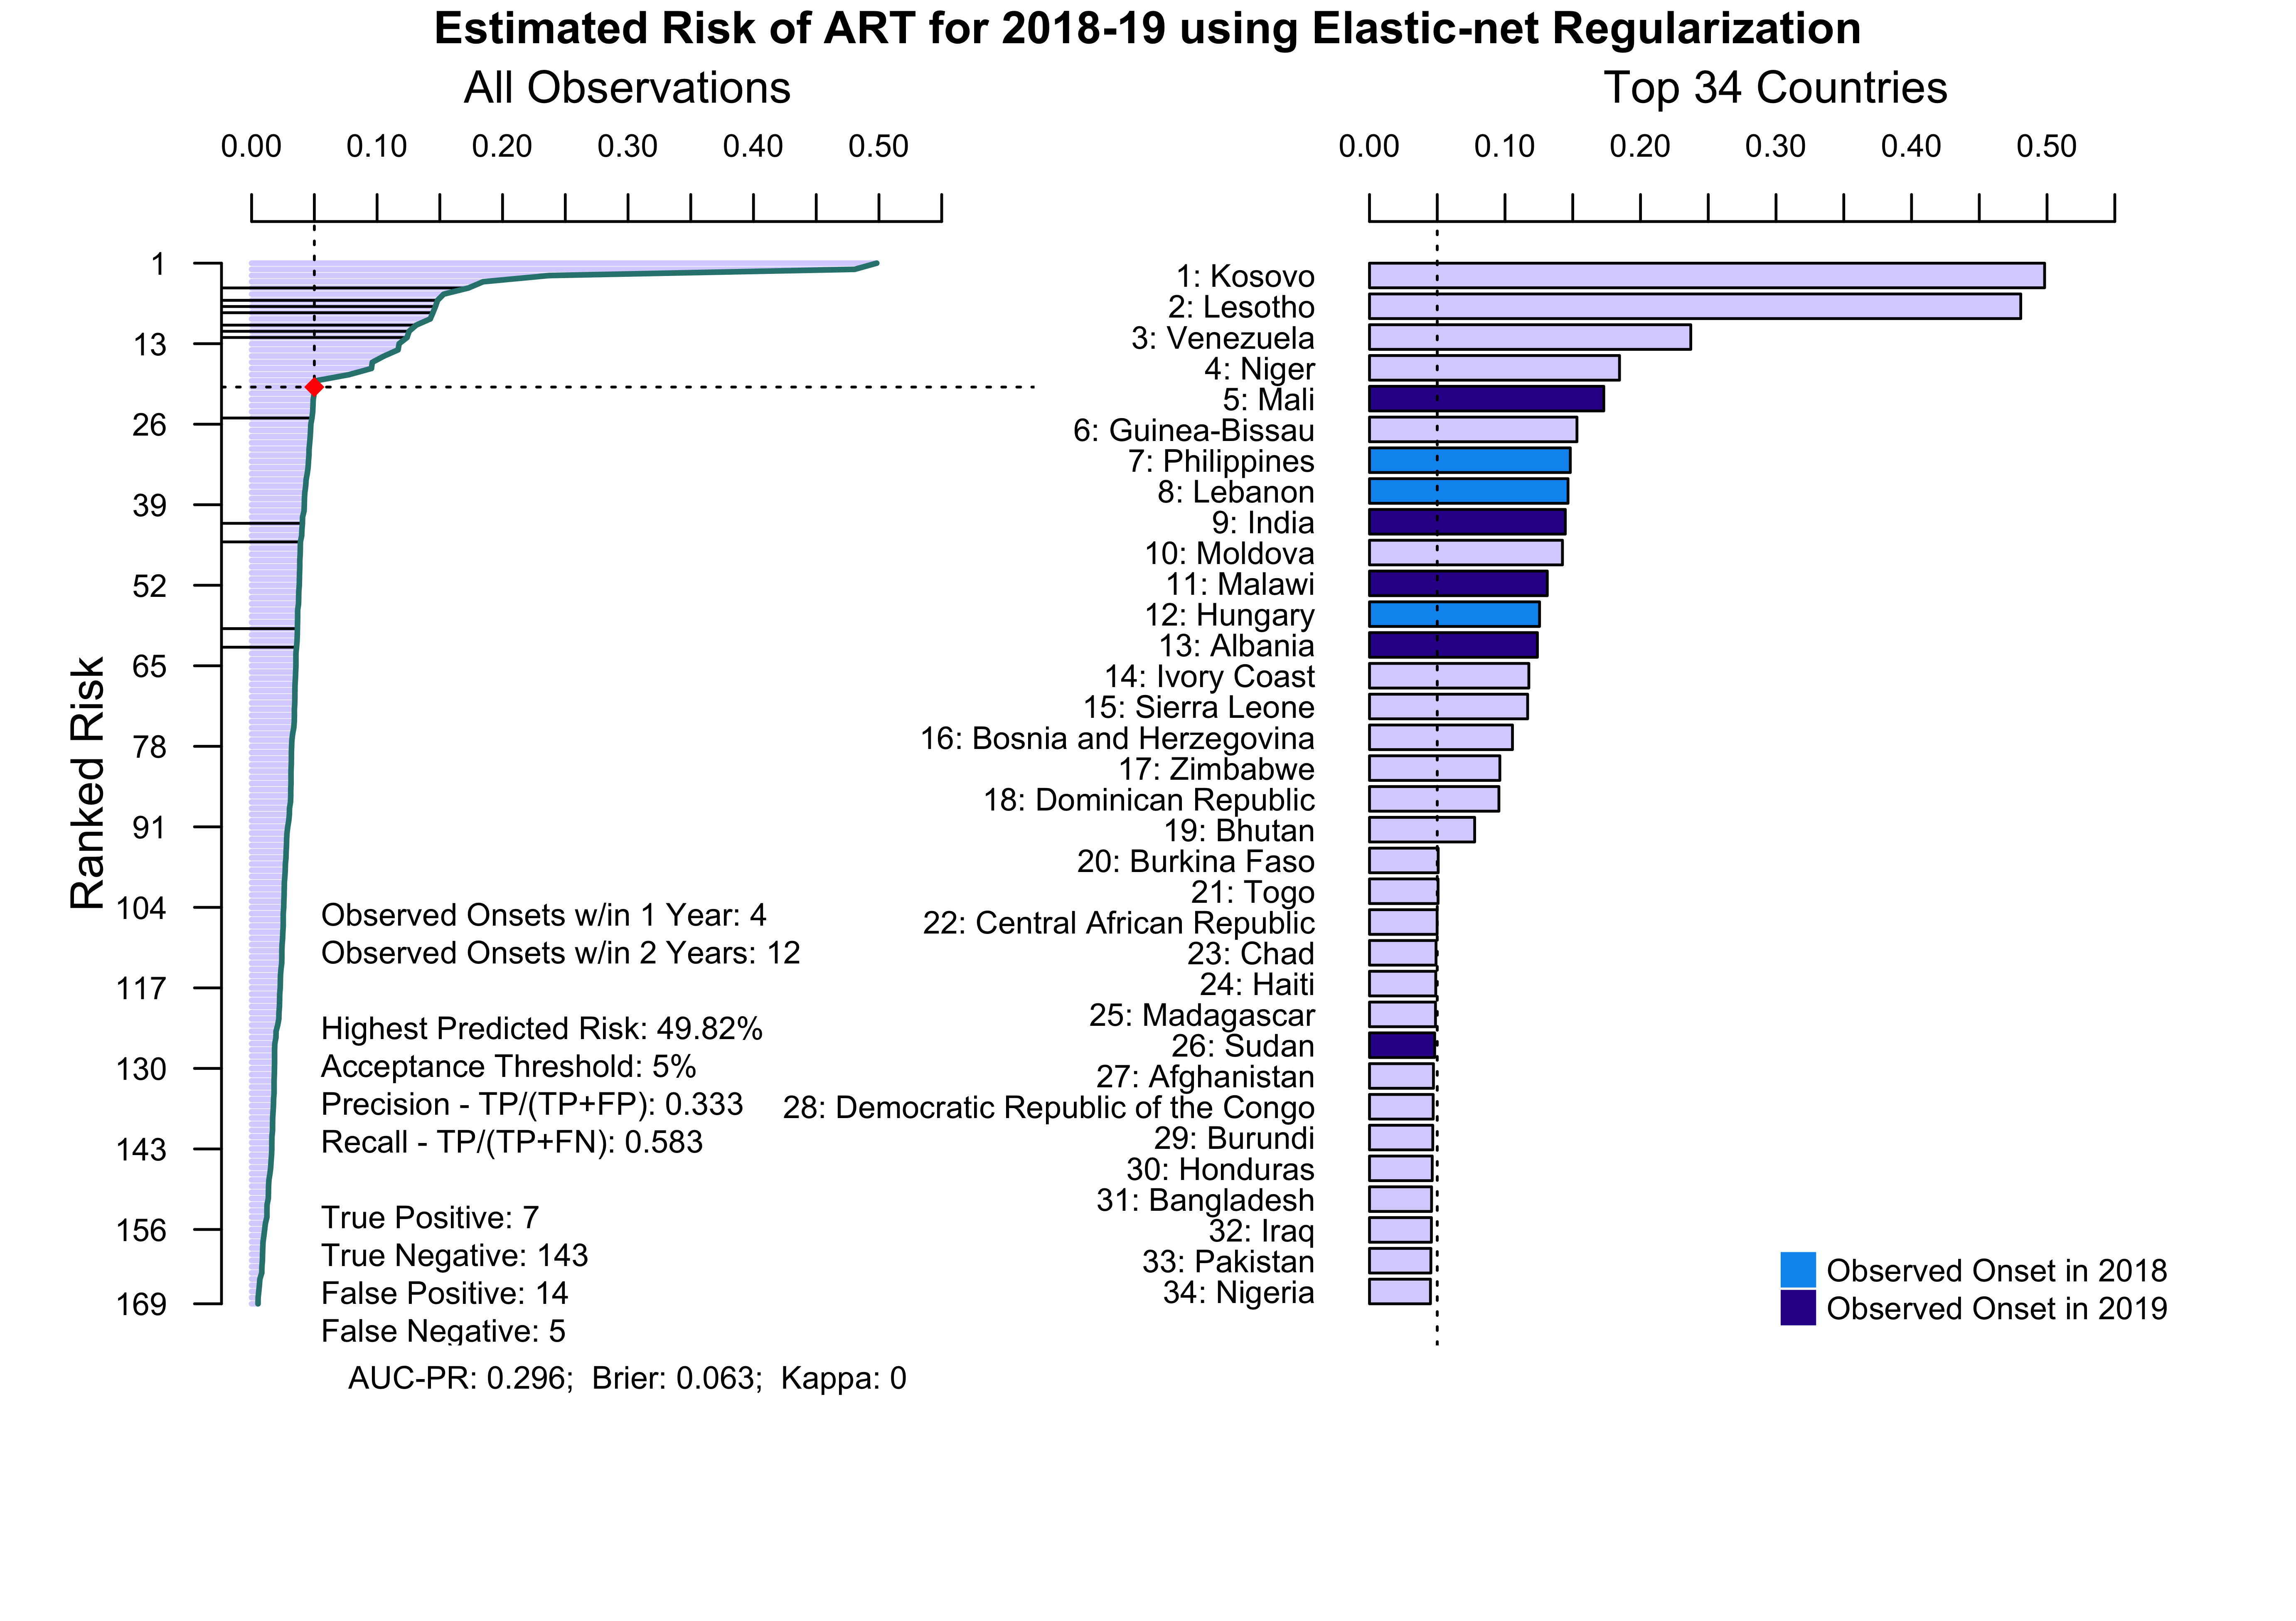 Estimated Risk of ART for 2018-19 using Elastic-net Regularization
All Observations
0.00 0.10 0.20 0.30 0.40 0.50
Ranked Risk
1
13
26
39
52
65
78
91
104
117
130
143
156
169
Observed Onsets w/in 1 Year: 4
Observed Onsets w/in 2 Years: 12
Highest Predicted Risk: 49.82%
Acceptance Threshold: 5%
Precision - TP/(TP+FP): 0.333
Recall - TP/(TP+FN): 0.583
True Positive: 7
True Negative: 143
False Positive: 14
False Negative: 5
AUC-PR: 0.296; Brier: 0.063; Kappa: 0
Top 34 Countries
0.00 0.10 0.20 0.30 0.40 0.50
1: Kosovo
2: Lesotho
3: Venezuela
4: Niger
5: Mali
6: Guinea-Bissau
7: Philippines
8: Lebanon
9: India
10: Moldova
11: Malawi
12: Hungary
13: Albania
14: Ivory Coast
15: Sierra Leone
16: Bosnia and Herzegovina
17: Zimbabwe
18: Dominican Republic
19: Bhutan
20: Burkina Faso
21: Togo
22: Central African Republic
23: Chad
24: Haiti
25: Madagascar
26: Sudan
27: Afghanistan
28: Democratic Republic of the Congo
29: Burundi
30: Honduras
31: Bangladesh
32: Iraq
33: Pakistan
34: Nigeria
Observed Onset in 2018
Observed Onset in 2019